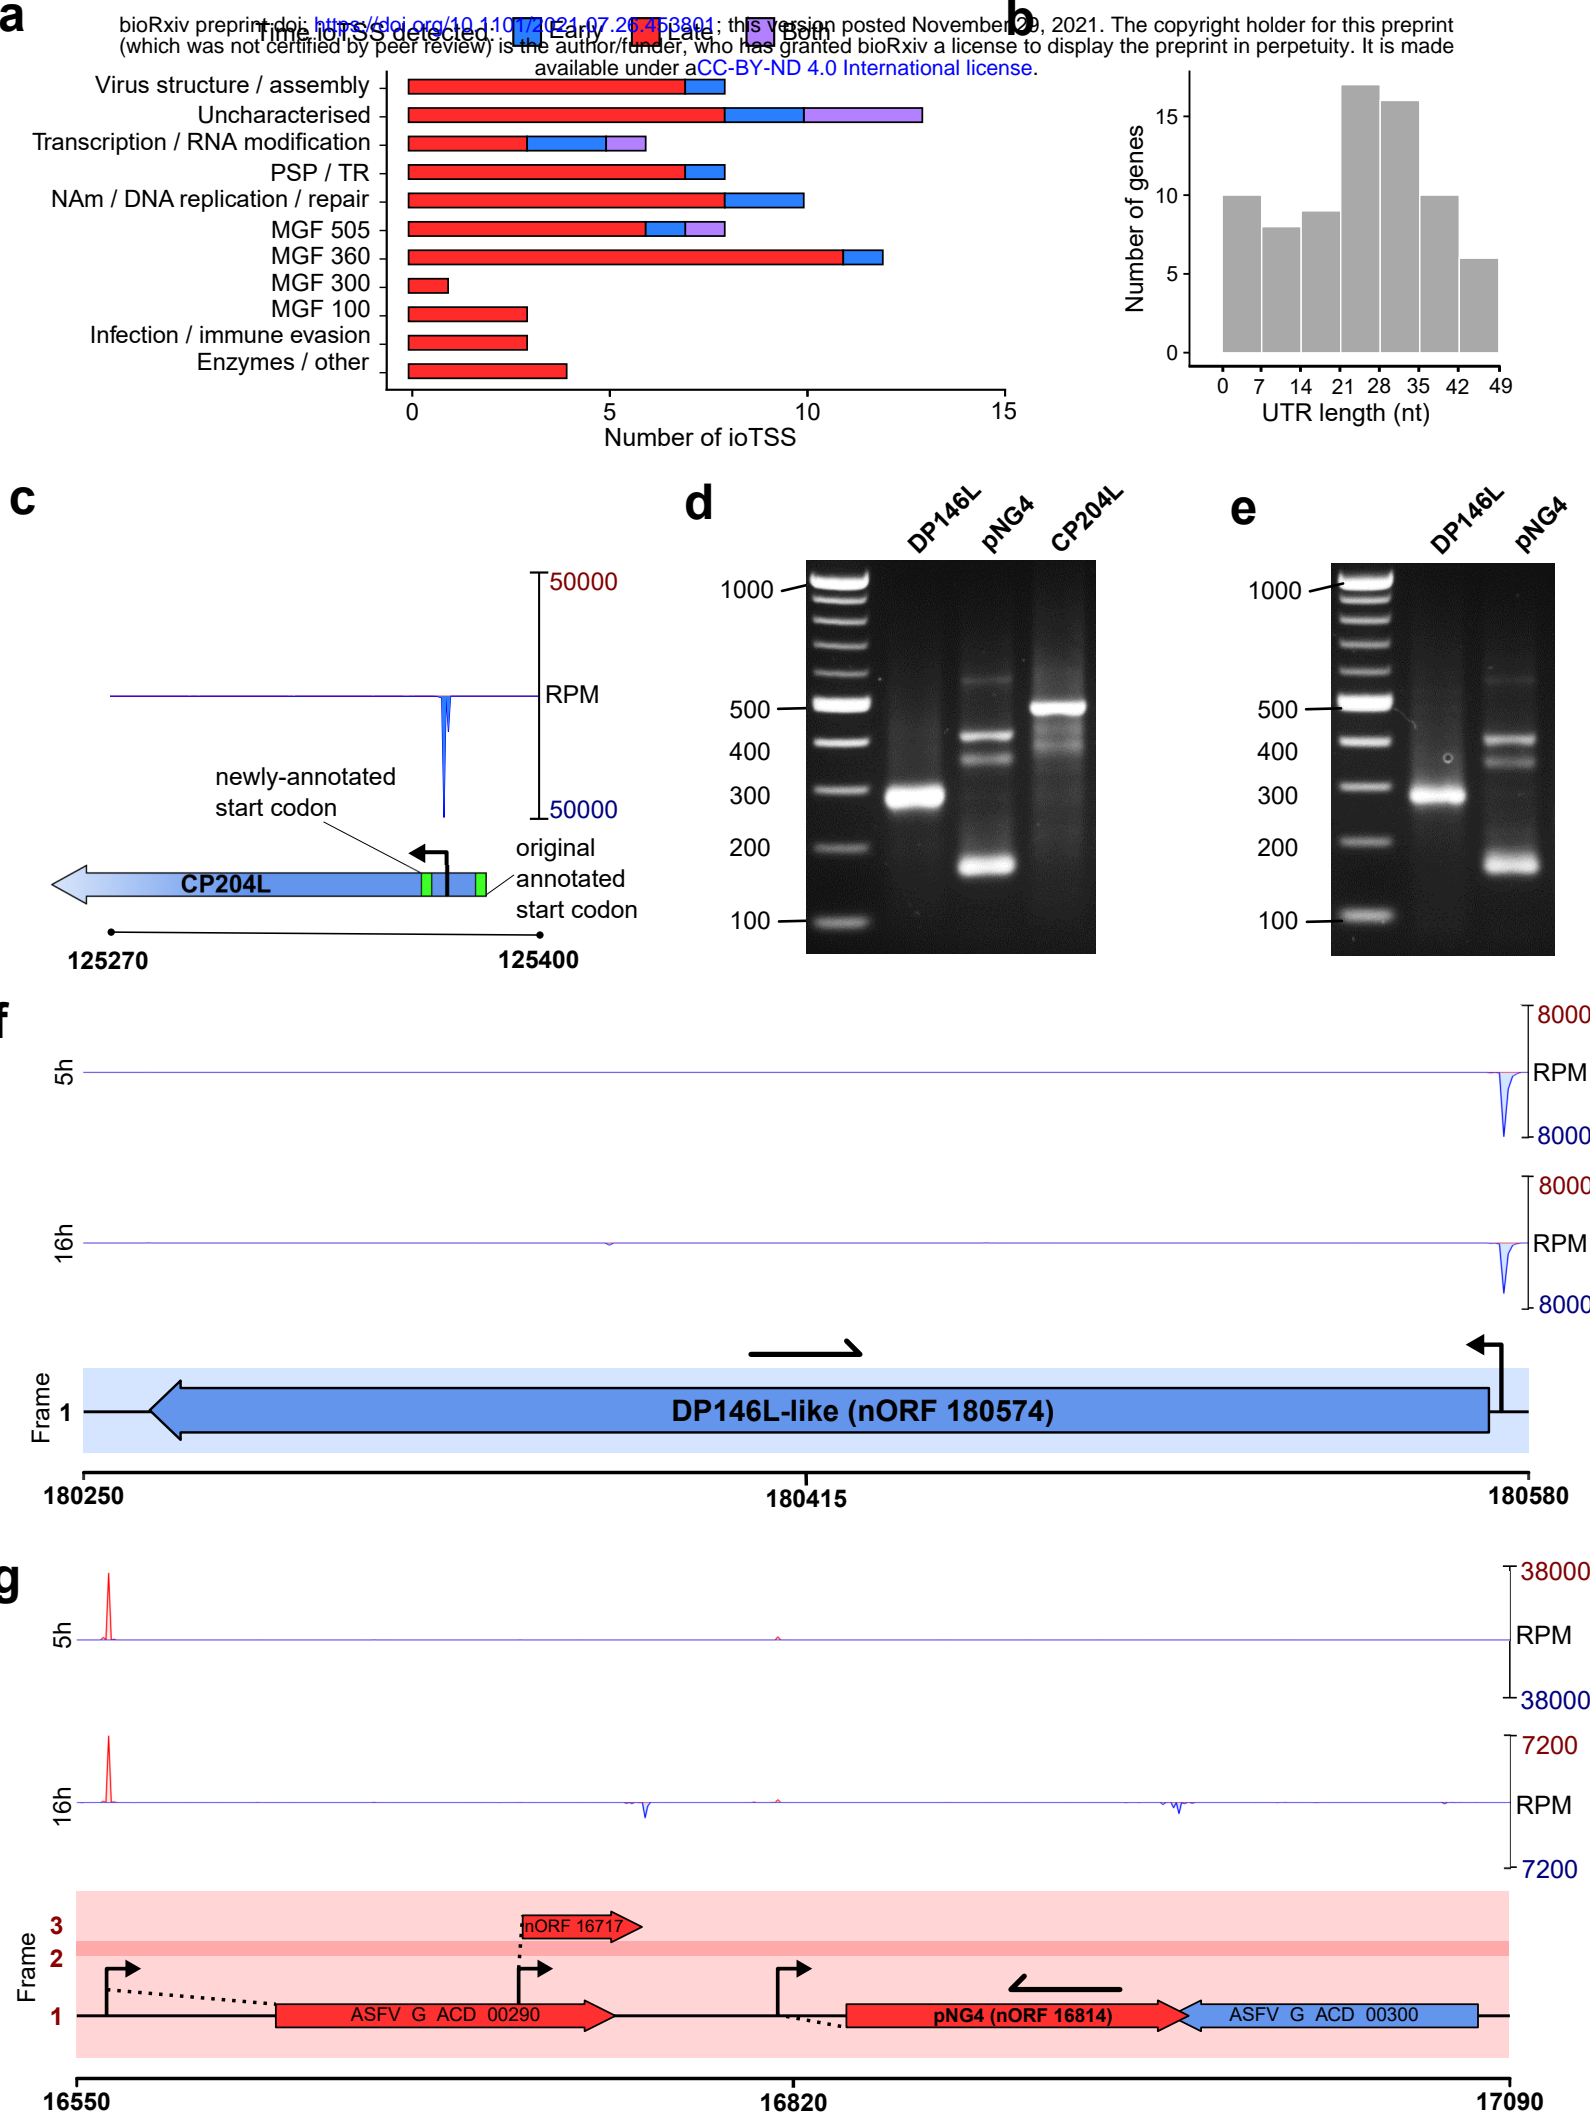 a
b
bioRxiv preprint doi: https://doi.org/10.1101/2021.07.26.453801; this version posted November 29, 2021. The copyright holder for this preprint
(which was not certified by peer review) is the author/funder, who has granted bioRxiv a license to display the preprint in perpetuity. It is made
available under aCC-BY-ND 4.0 International license.
Time ioTSS detected: Early Late Both
Virus structure / assembly
Uncharacterised
Transcription / RNA modification
PSP / TR
NAm / DNA replication / repair
MGF 505
MGF 360
MGF 300
MGF 100
Infection / immune evasion
Enzymes / other
0 5 10 15
Number of ioTSS
Number of genes
15
10
5
0
0 7 14 21 28 35 42 49
UTR length (nt)
c
50000
RPM
50000
newly-annotated
start codon
original
annotated
start codon
CP204L
125270 125400
d
DP146L pNG4 CP204L
1000
500
400
300
200
100
e
DP146L pNG4
1000
500
400
300
200
100
f
5h
8000
RPM
8000
16h
8000
RPM
8000
Frame
1
DP146L-like (nORF 180574)
180250 180415 180580
g
5h
38000
RPM
38000
16h
7200
RPM
7200
Frame
3
2
1
nORF 16717
ASFV G ACD 00290
pNG4 (nORF 16814)
ASFV G ACD 00300
16550 16820 17090